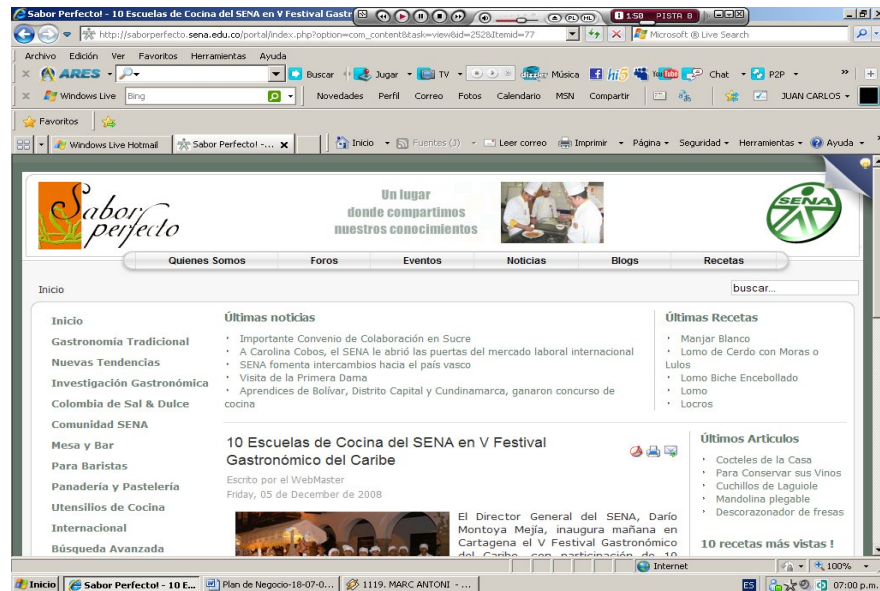 Sabor Perfecto! - 10 Escuelas de Cocina del SENA en V Festival Gastr
PL ML
1:50 PISTA 8
http://saborperfecto.sena.edu.co/portal/index.php?option=com_content&task=view&id=252&Itemid=77
Microsoft ® Live Search
Archivo Edición Ver Favoritos Herramientas Ayuda
ARES Buscar Jugar TV Música hi5 YouTube Chat P2P »
Windows Live Bing Novedades Perfil Correo Fotos Calendario MSN Compartir JUAN CARLOS
Favoritos
Windows Live Hotmail Sabor Perfecto! -... X Inicio Fuentes (J) Leer correo Imprimir Página Seguridad Herramientas Ayuda
Sabor perfecto
Un lugar
donde compartimos
nuestros conocimientos
SENA
Quienes Somos Foros Eventos Noticias Blogs Recetas
Inicio
buscar...
Inicio
Gastronomía Tradicional
Nuevas Tendencias
Investigación Gastronómica
Colombia de Sal & Dulce
Comunidad SENA
Mesa y Bar
Para Baristas
Panadería y Pastelería
Utensilios de Cocina
Internacional
Búsqueda Avanzada
Últimas noticias
Importante Convenio de Colaboración en Sucre
A Carolina Cobos, el SENA le abrió las puertas del mercado laboral internacional
SENA fomenta intercambios hacia el país vasco
Visita de la Primera Dama
Aprendices de Bolívar, Distrito Capital y Cundinamarca, ganaron concurso de
cocina
Últimas Recetas
Manjar Blanco
Lomo de Cerdo con Moras o
Lulos
Lomo Biche Encebollado
Lomo
Locros
10 Escuelas de Cocina del SENA en V Festival
Gastronómico del Caribe
Escrito por el WebMaster
Friday, 05 de December de 2008
El Director General del SENA, Darío
Montoya Mejía, inaugura mañana en
Cartagena el V Festival Gastronómico
del Caribe, con participación de 10
Últimos Articulos
Cocteles de la Casa
Para Conservar sus Vinos
Cuchillos de Laguiole
Mandolina plegable
Descorazonador de fresas
10 recetas más vistas !
Internet 100%
Inicio Sabor Perfecto! - 10 E... Plan de Negocio-18-07-0... 1119. MARC ANTONI - ... ES 07:00 p.m.